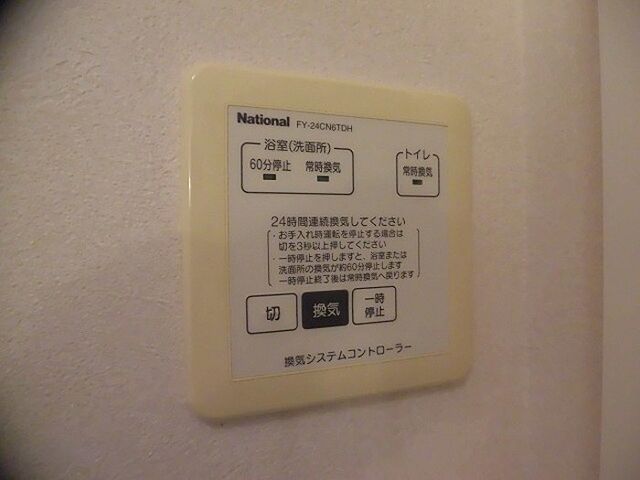 National FY-24CN6TDH
浴室(洗面所)
トイレ
60分停止 常時換気
常時換気
24時間連続換気してください
・お手入れ時運転を停止する場合は
切を3秒以上押してください
・一時停止を押しますと、浴室または
洗面所の換気が約60分停止します
一時停止終了後は常時換気へ戻ります
切 換気 一時
停止
換気システムコントローラー